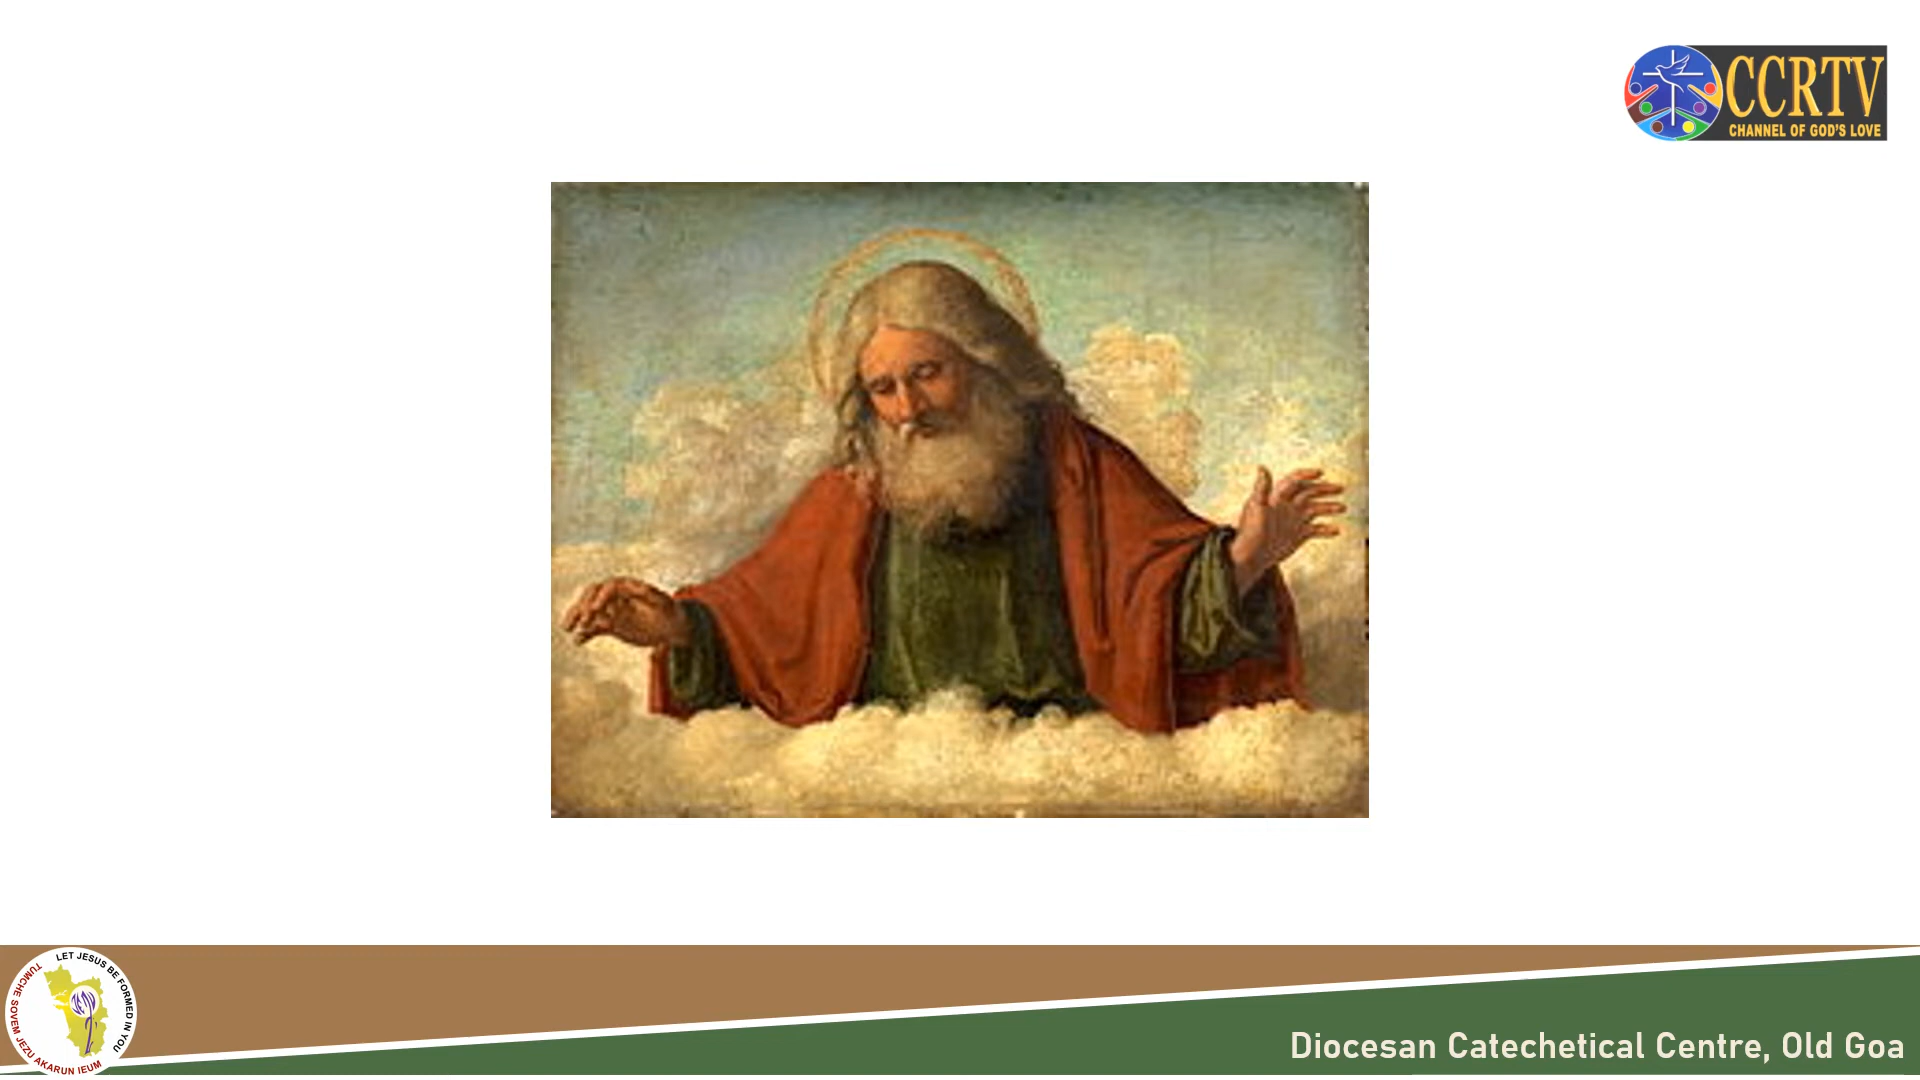 CCRTV
CHANNEL OF GOD'S LOVE
LET JESUS BE FORMED IN YOU
TUMCHE SOVEM JEZU AKARUN IEUM
Diocesan Catechetical Centre, Old Goa